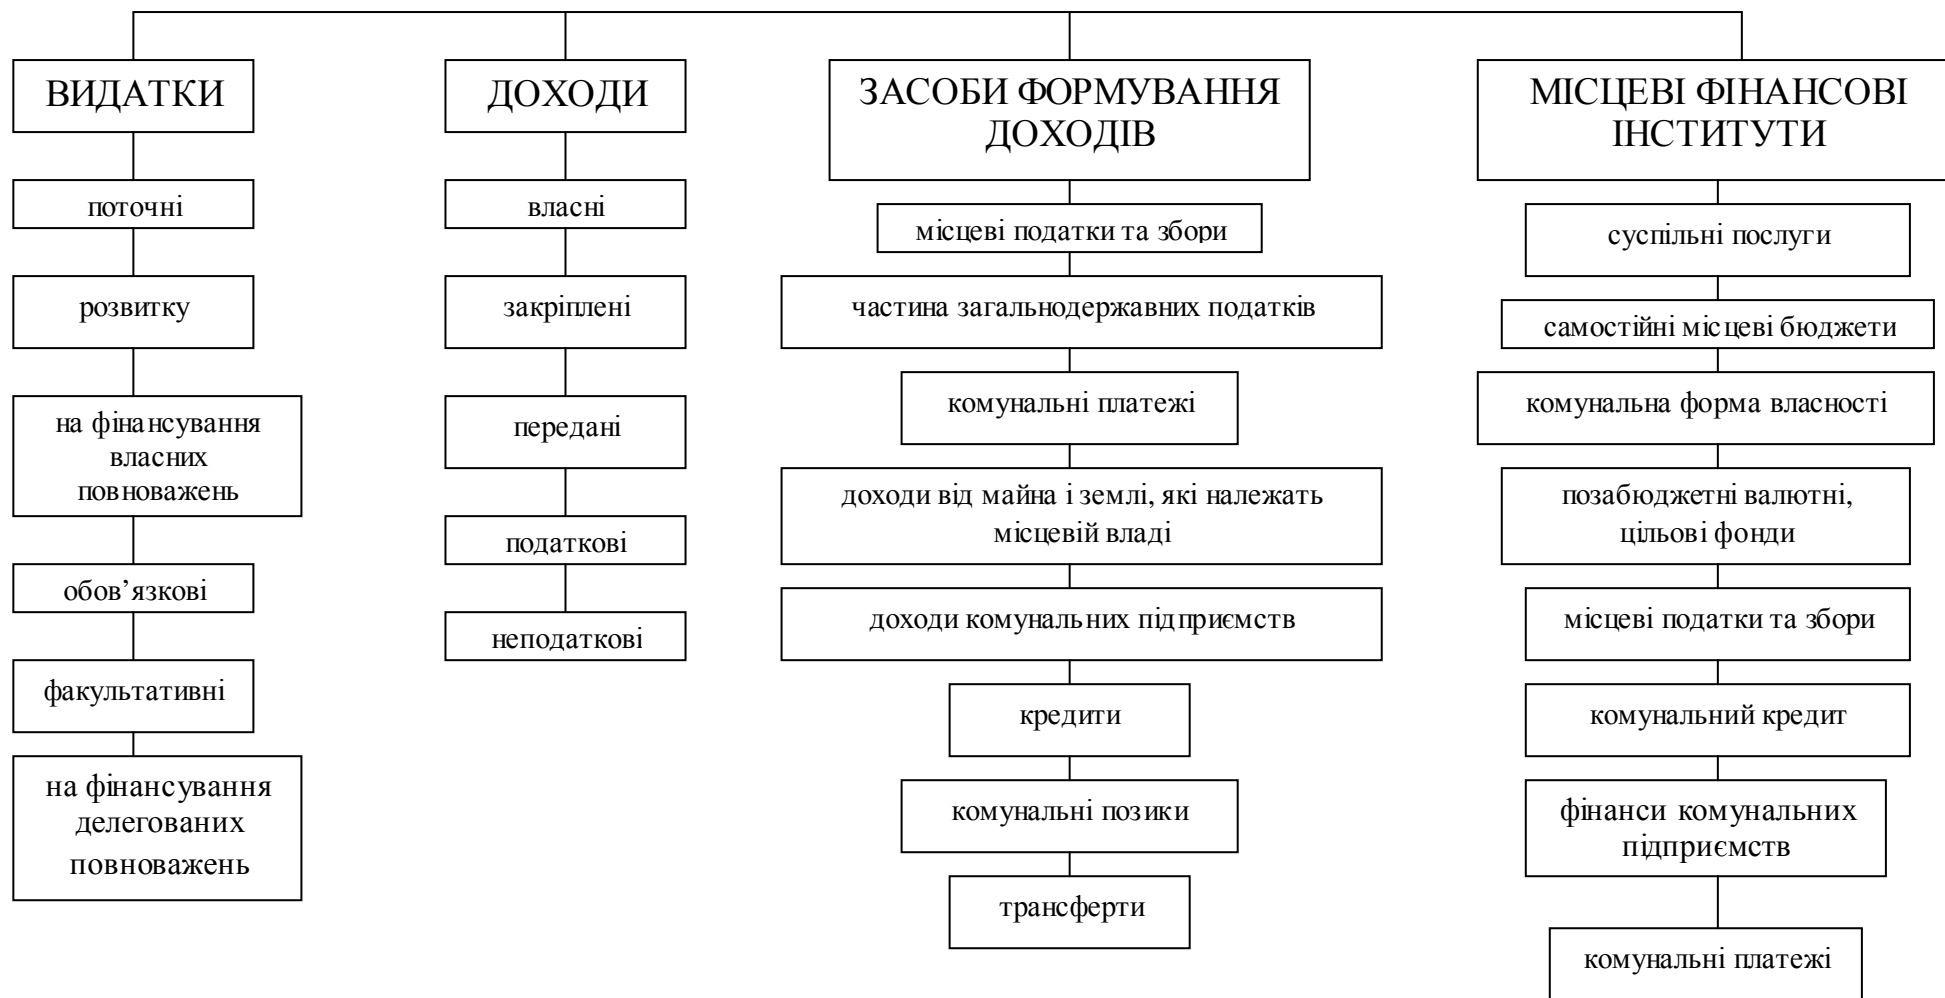 ВИДАТКИ
поточні
розвитку
на фінансування
власних
повноважень
обов’язкові
факультативні
на фінансування
делегованих
повноважень
ДОХОДИ
власні
закріплені
передані
податкові
неподаткові
ЗАСОБИ ФОРМУВАННЯ
ДОХОДІВ
місцеві податки та збори
частина загальнодержавних податків
комунальні платежі
доходи від майна і землі, які належать
місцевій владі
доходи комунальних підприємств
кредити
комунальні позики
трансферти
МІСЦЕВІ ФІНАНСОВІ
ІНСТИТУТИ
суспільні послуги
самостійні місцеві бюджети
комунальна форма власності
позабюджетні валютні,
цільові фонди
місцеві податки та збори
комунальний кредит
фінанси комунальних
підприємств
комунальні платежі